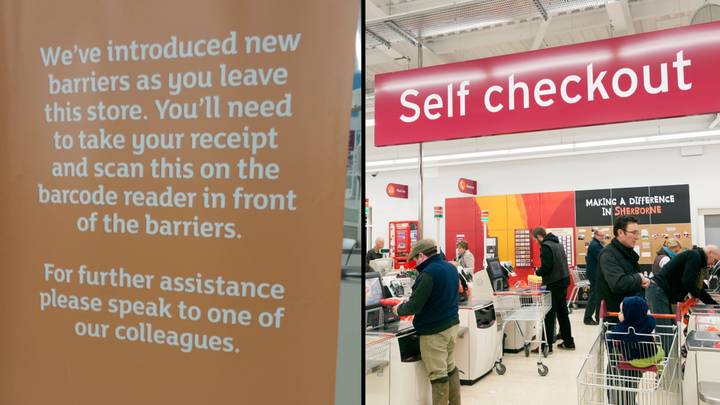 We've introduced new
barriers as you leave
this store. You'll need
to take your receipt
and scan this on the
barcode reader in front
of the barriers.
For further assistance
please speak to one of
our colleagues.
Self checkout
MAKING A DIFFERENCE
IN SHERBORNE